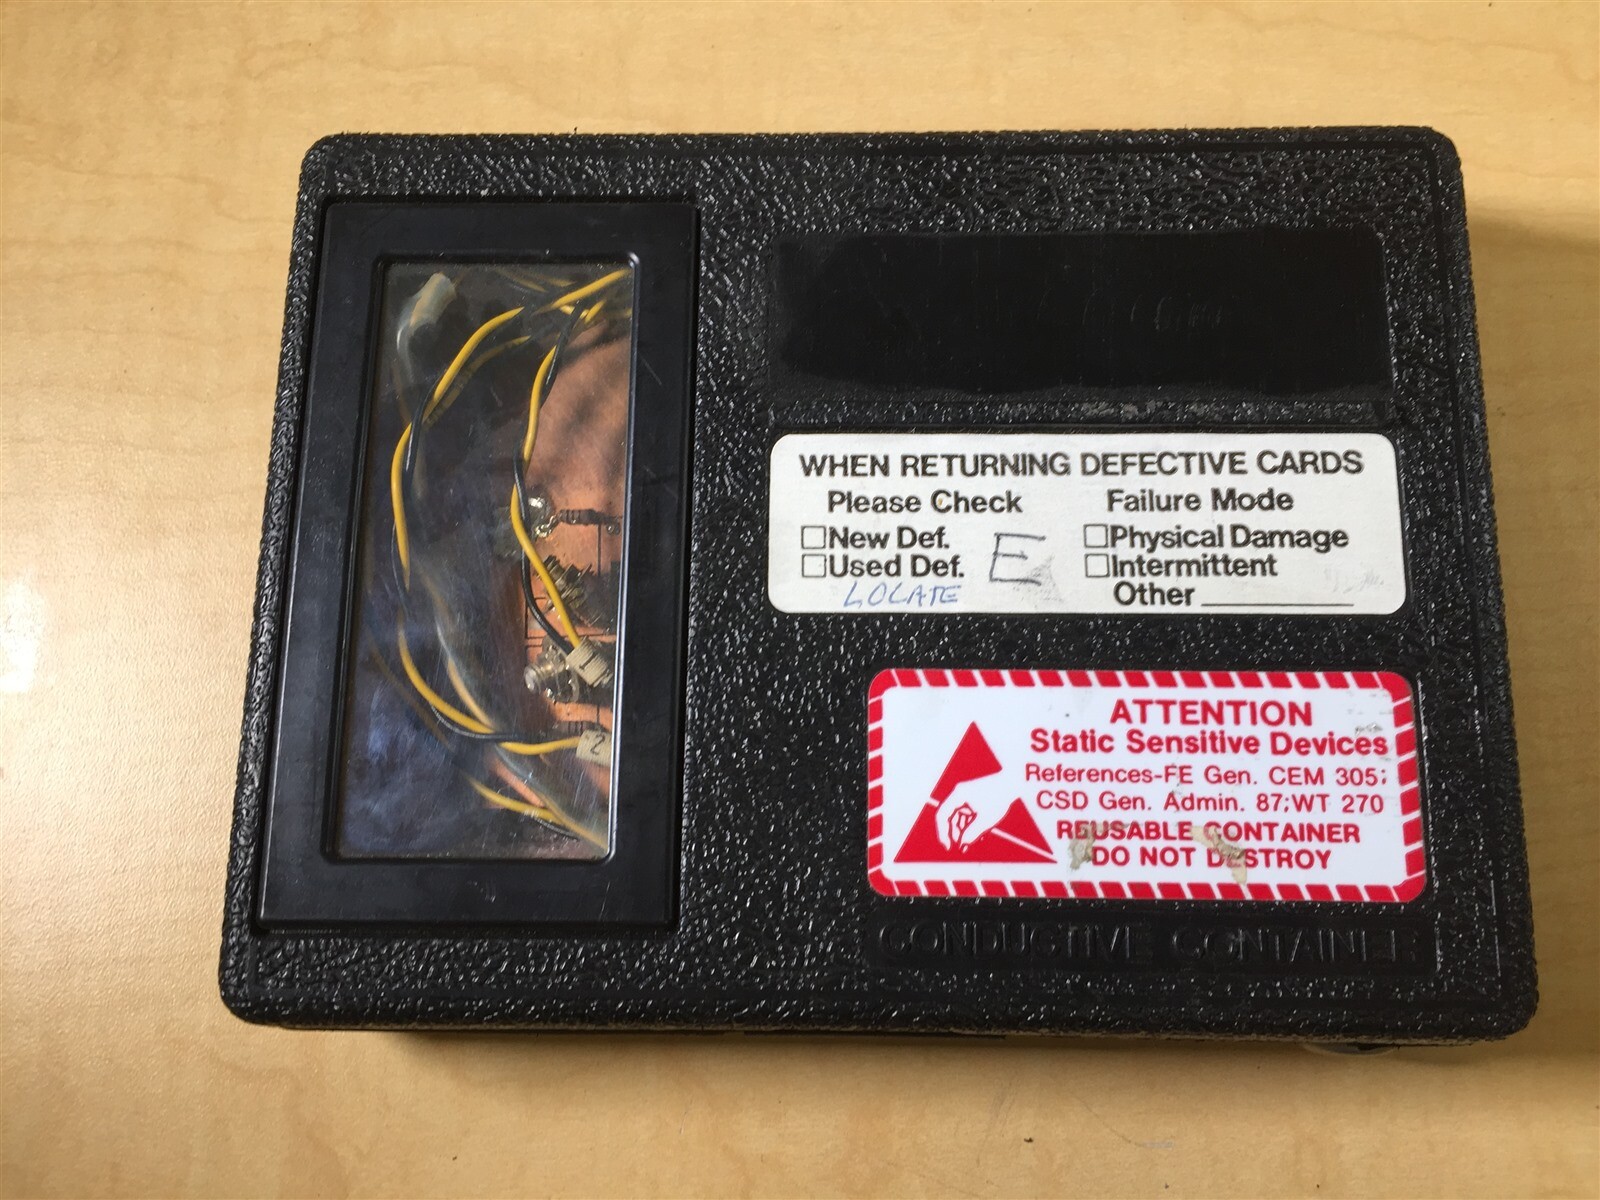 WHEN RETURNING DEFECTIVE CARDS
Please Check Failure Mode
New Def. E Physical Damage
Used Def. Intermittent
LOCATE Other
1
2
ATTENTION
Static Sensitive Devices
References-FE Gen. CEM 305;
CSD Gen. Admin. 87;WT 270
REUSABLE CONTAINER
DO NOT DESTROY
CONDUCTIVE CONTAINER